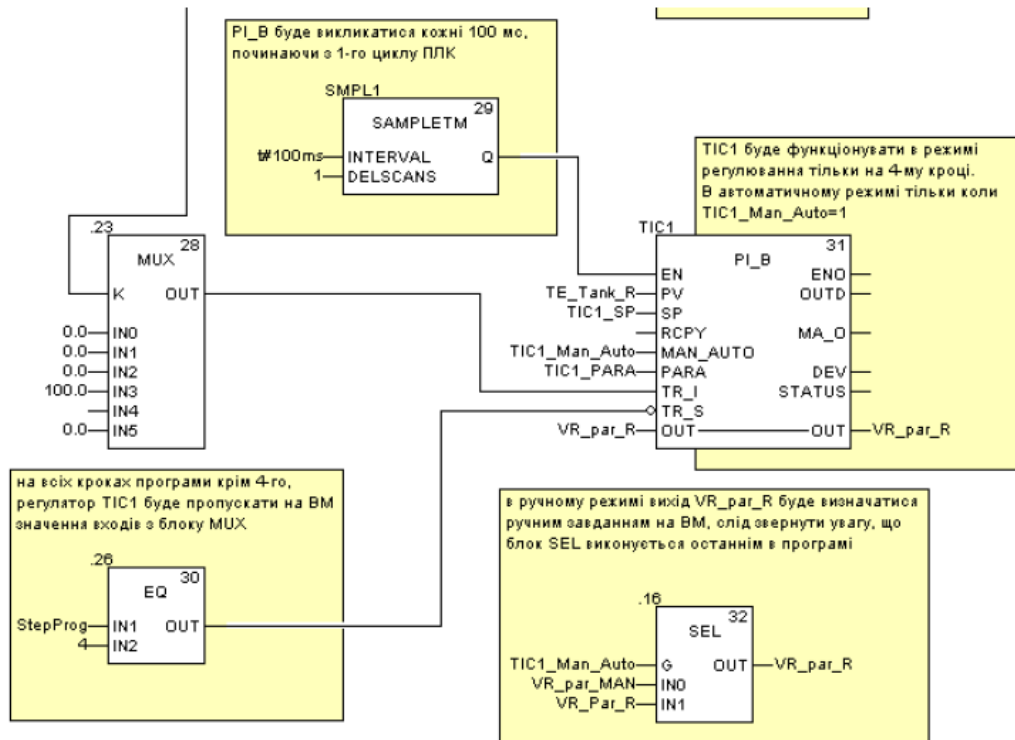 PI_B буде викликатися кожні 100 мс,
починаючи з 1-го циклу ПЛК
SMPL1
29
SAMPLETM
t#100ms
INTERVAL
Q
1
DELSCANS
TIC1 буде функціонувати в режимі
регулювання тільки на 4-му кроці.
В автоматичному режимі тільки коли
TIC1_Man_Auto=1
.23
28
MUX
K
OUT
0.0
IN0
0.0
IN1
0.0
IN2
100.0
IN3
IN4
0.0
IN5
TIC1
31
PI_B
EN
ENO
TE_Tank_R
PV
OUTD
TIC1_SP
SP
RCPY
MA_O
TIC1_Man_Auto
MAN_AUTO
TIC1_PARA
PARA
DEV
TR_I
STATUS
TR_S
VR_par_R
OUT
OUT
VR_par_R
на всіх кроках програми крім 4-го,
регулятор TIC1 буде пропускати на ВМ
значення входів з блоку MUX
.26
30
EQ
StepProg
IN1
OUT
4
IN2
в ручному режимі вихід VR_par_R буде визначатися
ручним завданням на ВМ, слід звернути увагу, що
блок SEL виконується останнім в програмі
.16
32
SEL
TIC1_Man_Auto
G
OUT
VR_par_R
VR_par_MAN
IN0
VR_Par_R
IN1